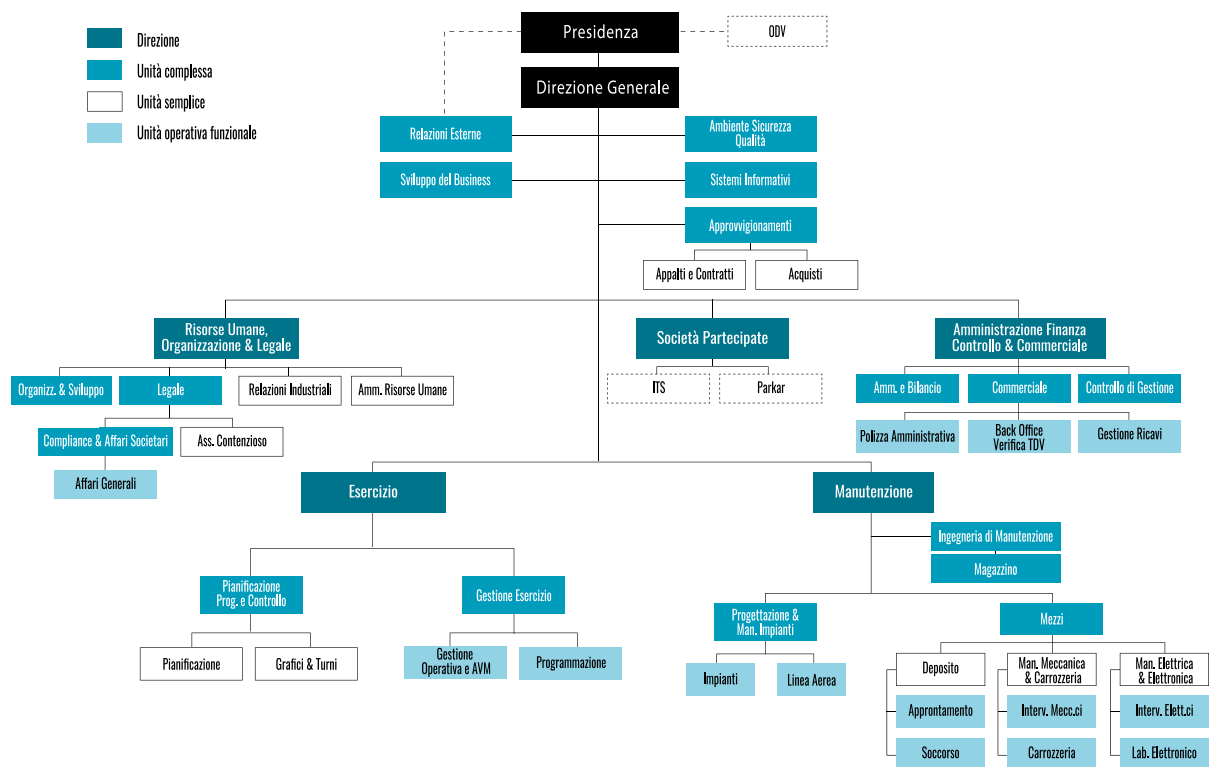 Direzione
Unità complessa
Unità semplice
Unità operativa funzionale
Presidenza
ODV
Direzione Generale
Relazioni Esterne
Ambiente Sicurezza
Qualità
Sviluppo del Business
Sistemi Informativi
Approvvigionamenti
Appalti e Contratti
Acquisti
Risorse Umane,
Organizzazione & Legale
Società Partecipate
Amministrazione Finanza
Controllo & Commerciale
Organizz. & Sviluppo
Legale
Relazioni Industriali
Amm. Risorse Umane
ITS
Parkar
Amm. e Bilancio
Commerciale
Controllo di Gestione
Compliance & Affari Societari
Ass. Contenzioso
Polizza Amministrativa
Back Office
Verifica TDV
Gestione Ricavi
Affari Generali
Esercizio
Manutenzione
Ingegneria di Manutenzione
Magazzino
Pianificazione
Prog. e Controllo
Gestione Esercizio
Progettazione &
Man. Impianti
Mezzi
Pianificazione
Grafici & Turni
Gestione
Operativa e AVM
Programmazione
Impianti
Linea Aerea
Deposito
Man. Meccanica
& Carrozzeria
Man. Elettrica
& Elettronica
Approntamento
Interv. Mecc.ci
Interv. Elett.ci
Soccorso
Carrozzeria
Lab. Elettronico